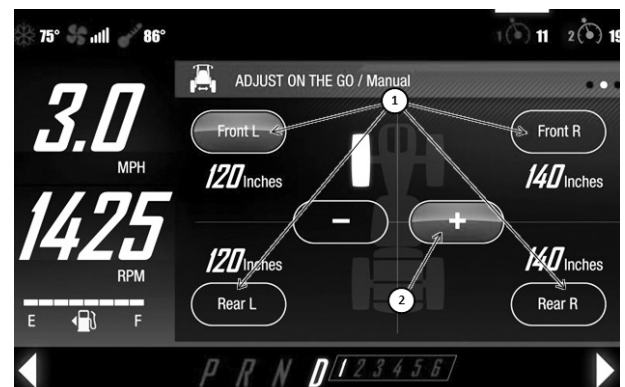 75° 86° 1 11 2 19
ADJUST ON THE GO / Manual
1
3.0
MPH
Front L Front R
120 Inches 140 Inches
− +
1425
RPM
120 Inches 140 Inches
Rear L 2 Rear R
E F
P R N D 1 2 3 4 5 6